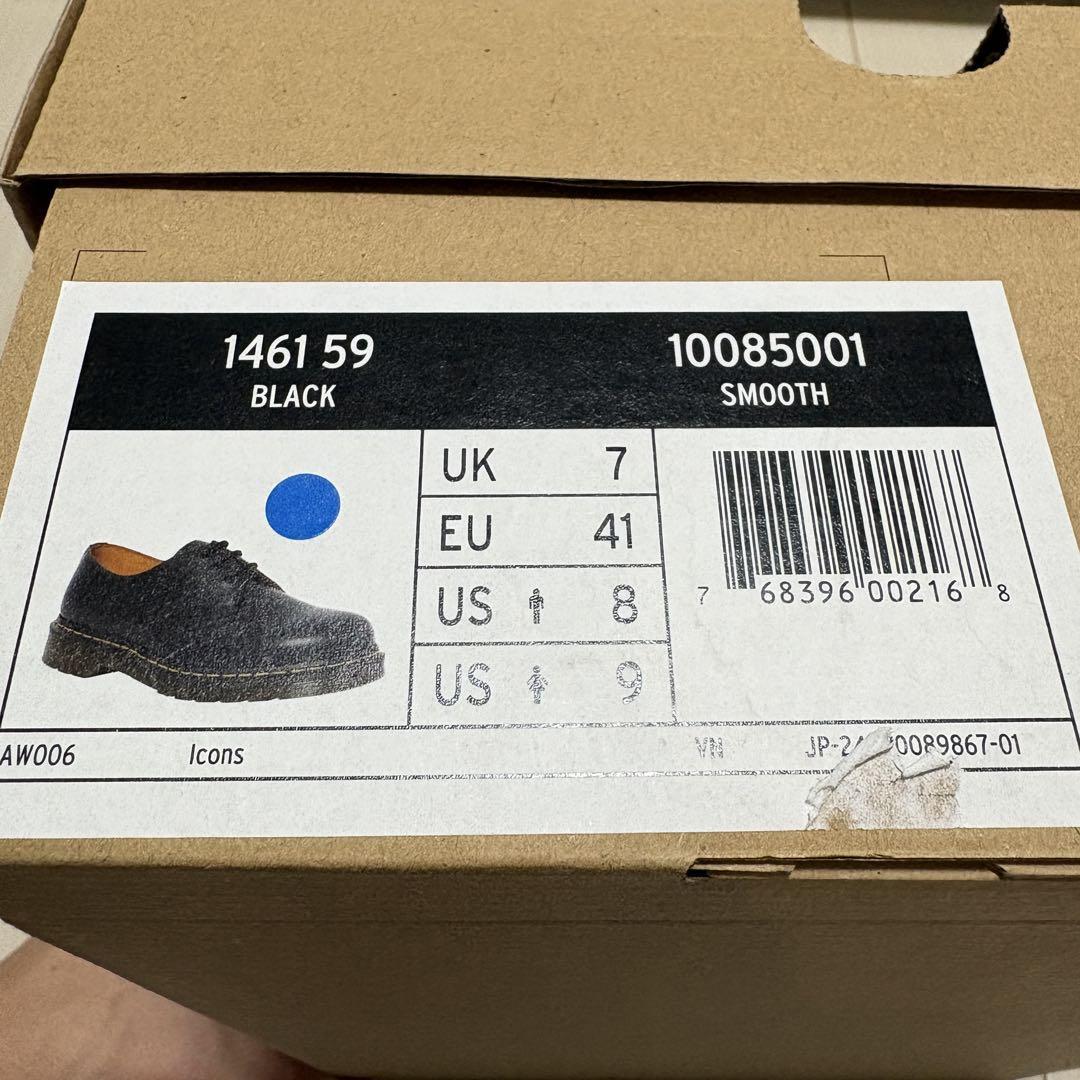 1461 59
BLACK
10085001
SMOOTH
UK 7
EU 41
US 8
US 9
7 68396 00216 8
AW006 Icons VN 0089867-01